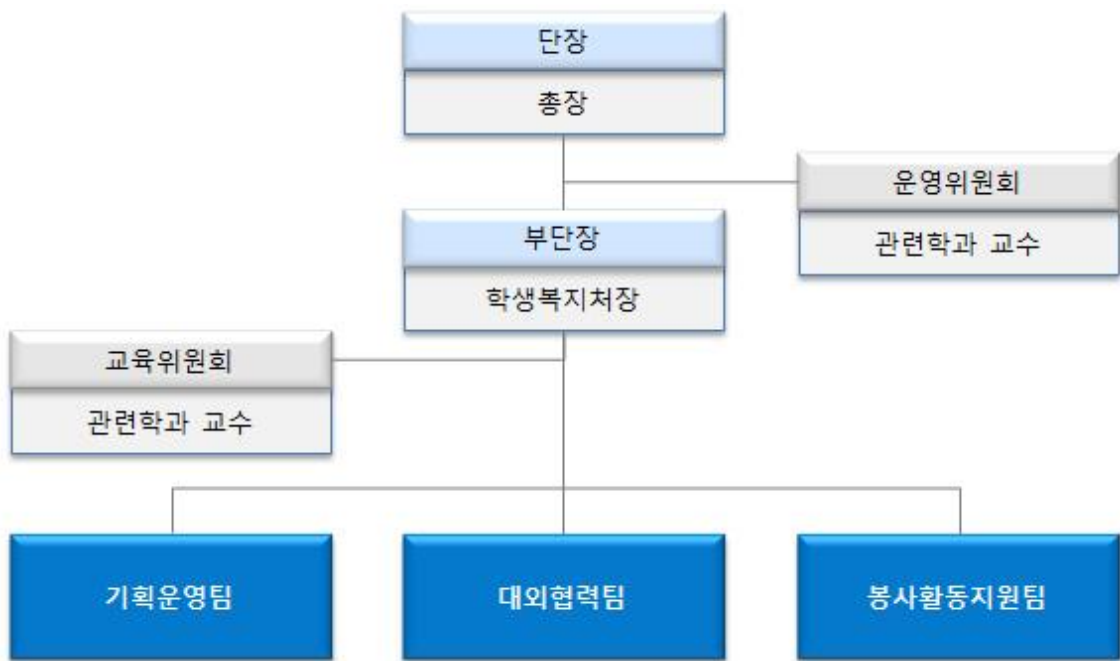 단장
총장
운영위원회
관련학과 교수
부단장
학생복지처장
교육위원회
관련학과 교수
기획운영팀
대외협력팀
봉사활동지원팀